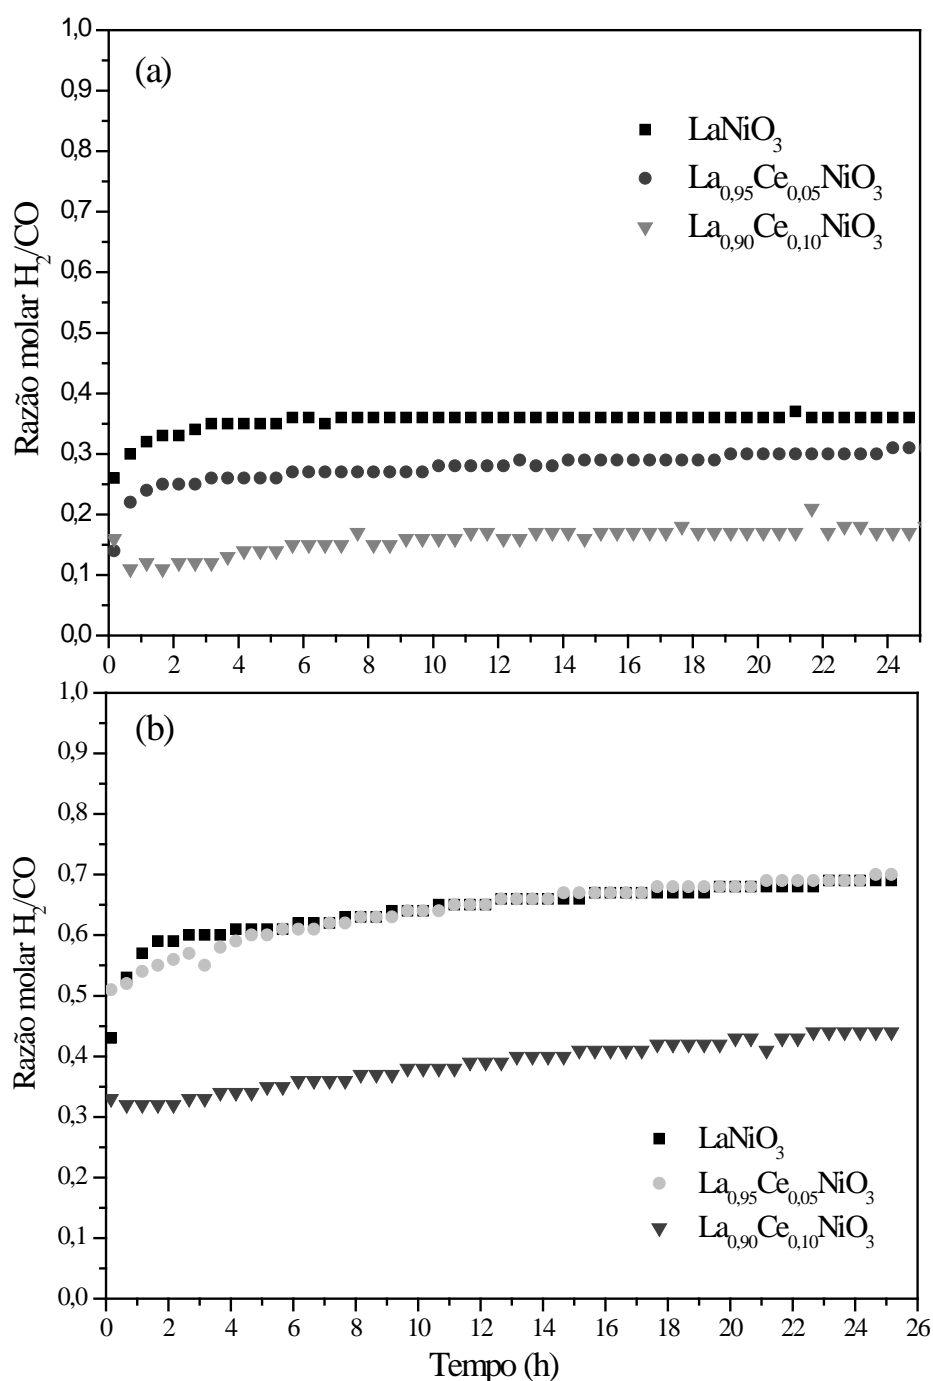 (a)
1,0
0,9
0,8
0,7
0,6
0,5
0,4
0,3
0,2
0,1
0,0
Razão molar H₂/CO
LaNiO₃
La₀,₉₅Ce₀,₀₅NiO₃
La₀,₉₀Ce₀,₁₀NiO₃
0 2 4 6 8 10 12 14 16 18 20 22 24
(b)
1,0
0,9
0,8
0,7
0,6
0,5
0,4
0,3
0,2
0,1
0,0
Razão molar H₂/CO
LaNiO₃
La₀,₉₅Ce₀,₀₅NiO₃
La₀,₉₀Ce₀,₁₀NiO₃
0 2 4 6 8 10 12 14 16 18 20 22 24 26
Tempo (h)